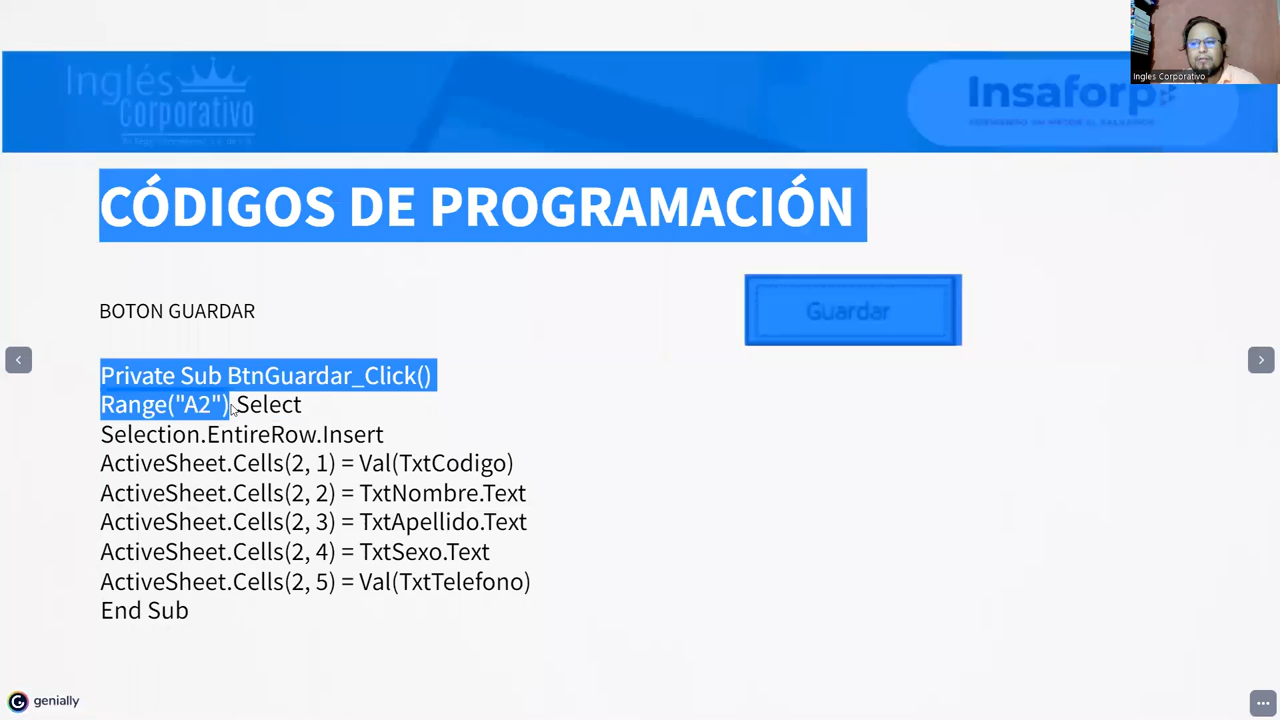 Inglés
Corporativo
Insaforp
Ingles Corporativo
CÓDIGOS DE PROGRAMACIÓN
BOTON GUARDAR
Guardar
Private Sub BtnGuardar_Click()
Range("A2").Select
Selection.EntireRow.Insert
ActiveSheet.Cells(2, 1) = Val(TxtCodigo)
ActiveSheet.Cells(2, 2) = TxtNombre.Text
ActiveSheet.Cells(2, 3) = TxtApellido.Text
ActiveSheet.Cells(2, 4) = TxtSexo.Text
ActiveSheet.Cells(2, 5) = Val(TxtTelefono)
End Sub
genially